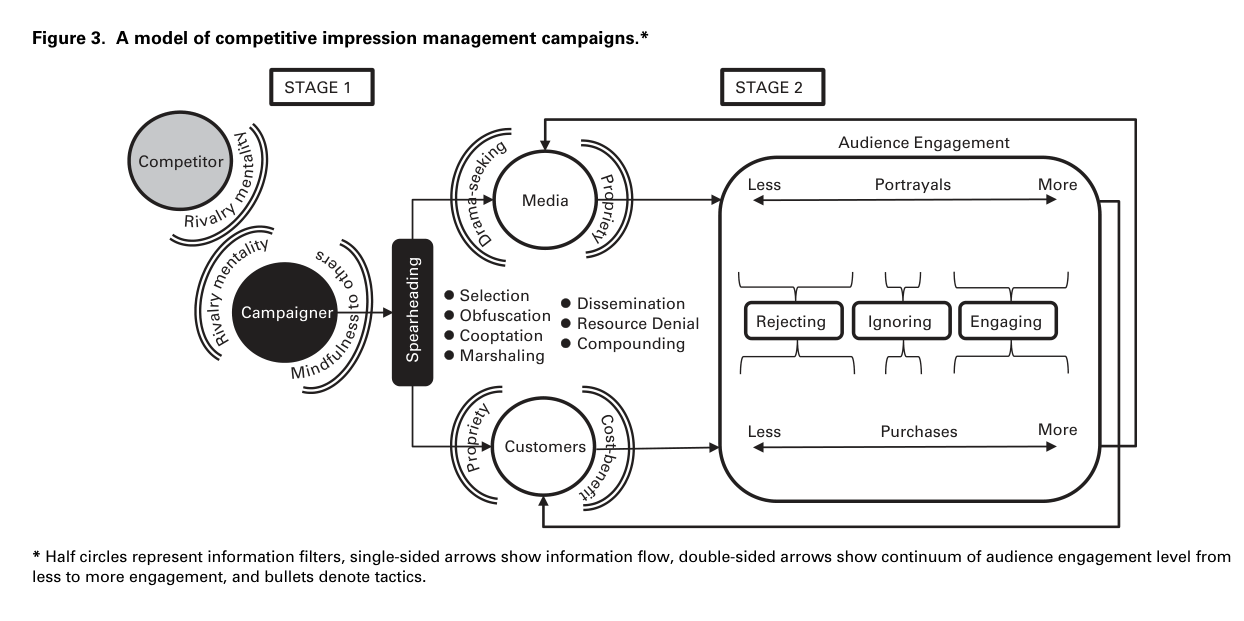 Figure 3. A model of competitive impression management campaigns.*
STAGE 1
STAGE 2
Competitor
Rivalry mentality
Rivalry mentality
Campaigner
Mindfulness to others
Spearheading
Drama-seeking
Media
Propriety
Selection
Obfuscation
Cooptation
Marshaling
Dissemination
Resource Denial
Compounding
Propriety
Customers
Cost-benefit
Audience Engagement
Less
Portrayals
More
Rejecting
Ignoring
Engaging
Less
Purchases
More
* Half circles represent information filters, single-sided arrows show information flow, double-sided arrows show continuum of audience engagement level from
less to more engagement, and bullets denote tactics.